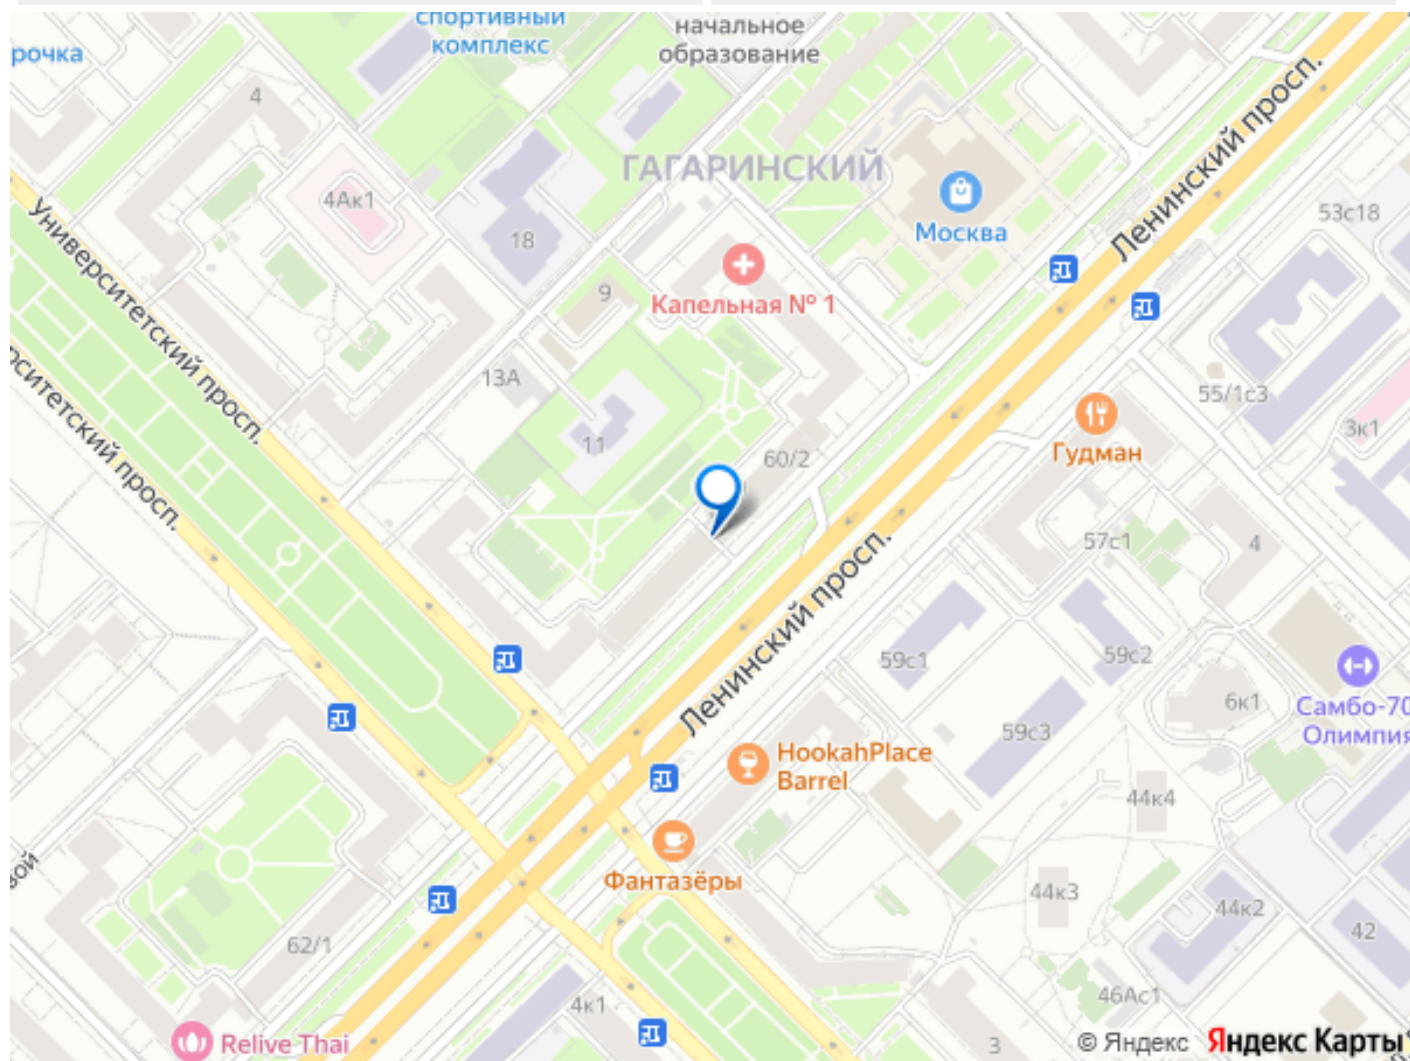 спортивный
комплекс
начальное
образование
рочка
4
Ленинский просп.
ГАГАРИНСКИЙ
4Ак1
18
Москва
53с18
Университетский просп.
9
Капельная № 1
рситетский просп.
13А
55/1с3
3к1
11
60/2
Гудман
57с1
4
Ленинский просп.
59с1
59с2
6к1
Самбо-70
Олимпия
59с3
HookahPlace
Barrel
44к4
Фантазёры
зой
44к3
44к2
42
62/1
4к1
46Ас1
Relive Thai
3
© Яндекс Яндекс Карты